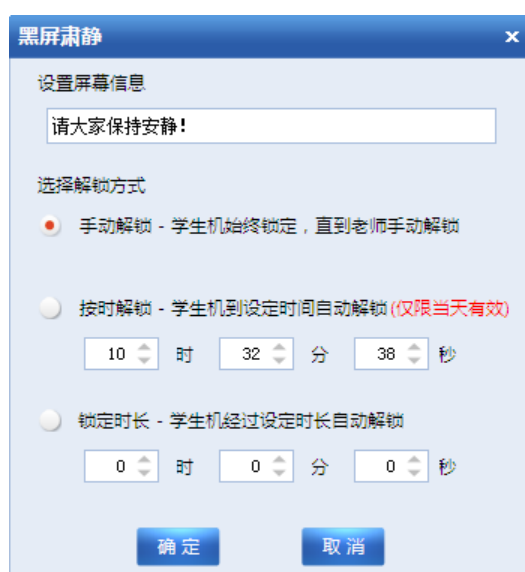 黑屏肃静 x
设置屏幕信息
请大家保持安静!
选择解锁方式
手动解锁 - 学生机始终锁定，直到老师手动解锁
按时解锁 - 学生机到设定时间自动解锁(仅限当天有效)
10 时 32 分 38 秒
锁定时长 - 学生机经过设定时长自动解锁
0 时 0 分 0 秒
确定 取消